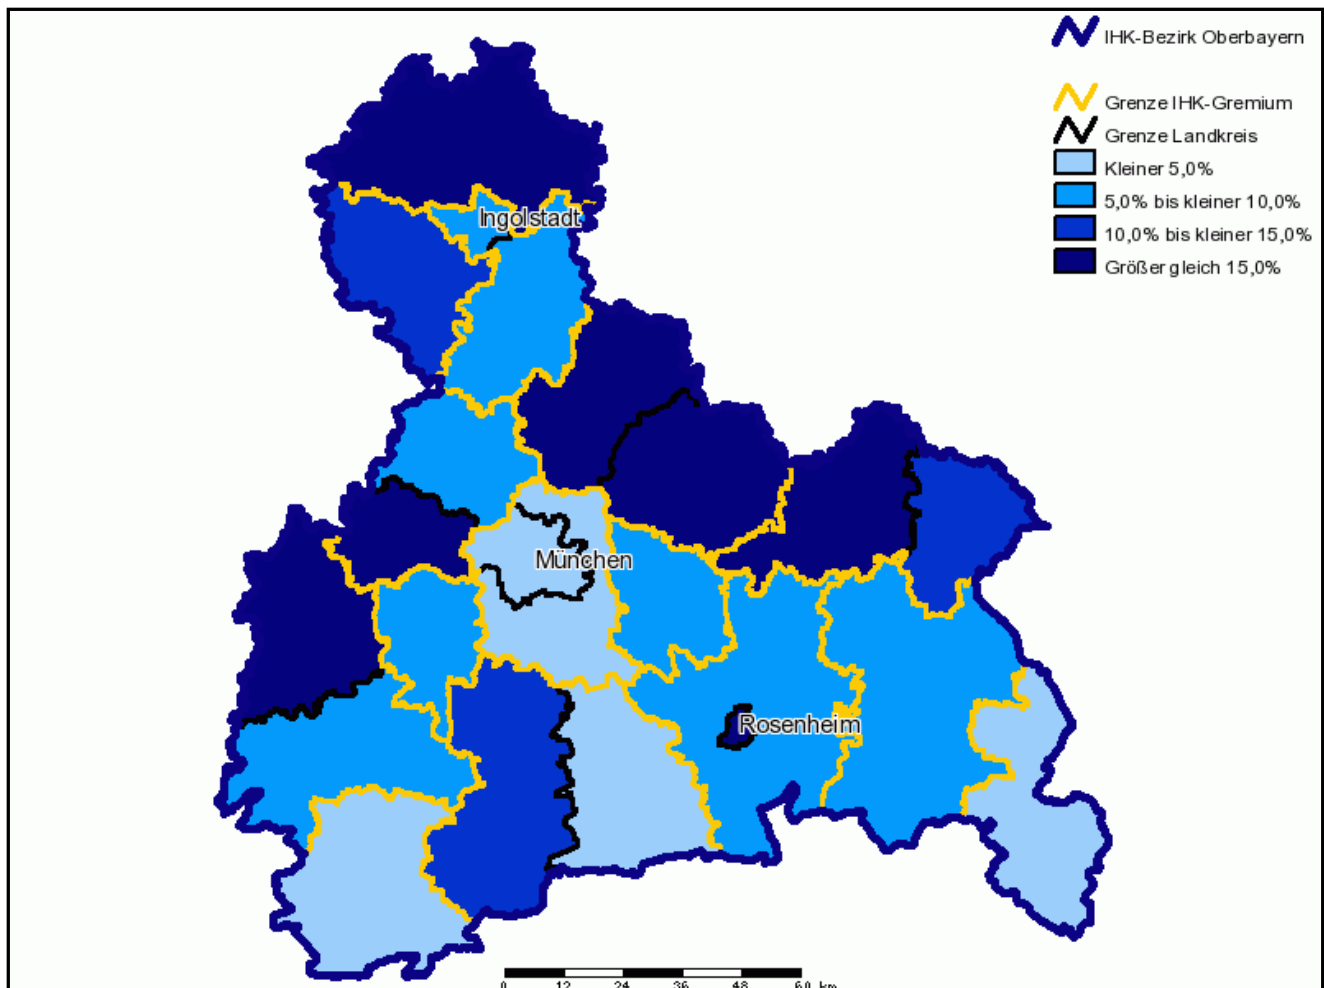 IHK-Bezirk Oberbayern
Grenze IHK-Gremium
Grenze Landkreis
Kleiner 5,0%
5,0% bis kleiner 10,0%
10,0% bis kleiner 15,0%
Größer gleich 15,0%
Ingolstadt
München
Rosenheim
0 12 24 36 48 60 km